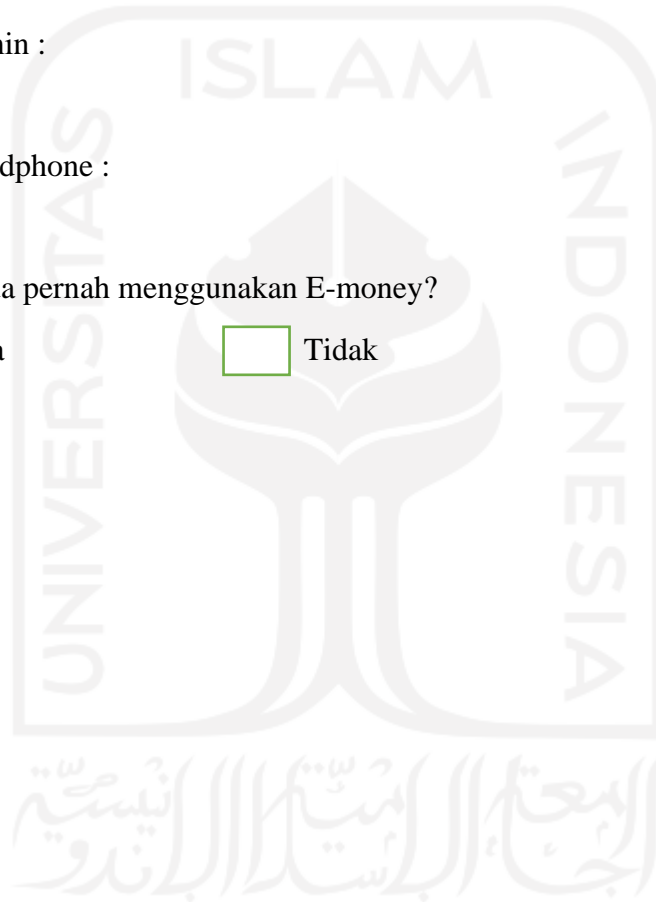 nin :
ISLAM
dphone :
a pernah menggunakan E-money?
a Tidak
UNIVERSITAS
INDONESIA